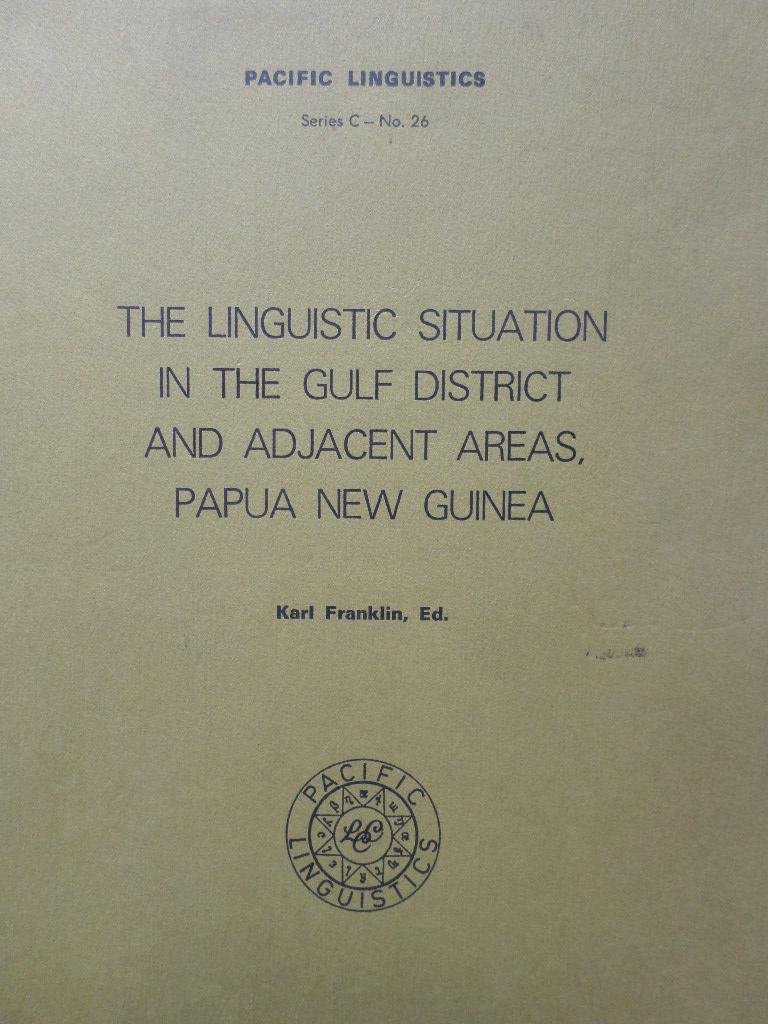 PACIFIC LINGUISTICS
Series C – No. 26
THE LINGUISTIC SITUATION
IN THE GULF DISTRICT
AND ADJACENT AREAS,
PAPUA NEW GUINEA
Karl Franklin, Ed.
PACIFIC
LINGUISTICS